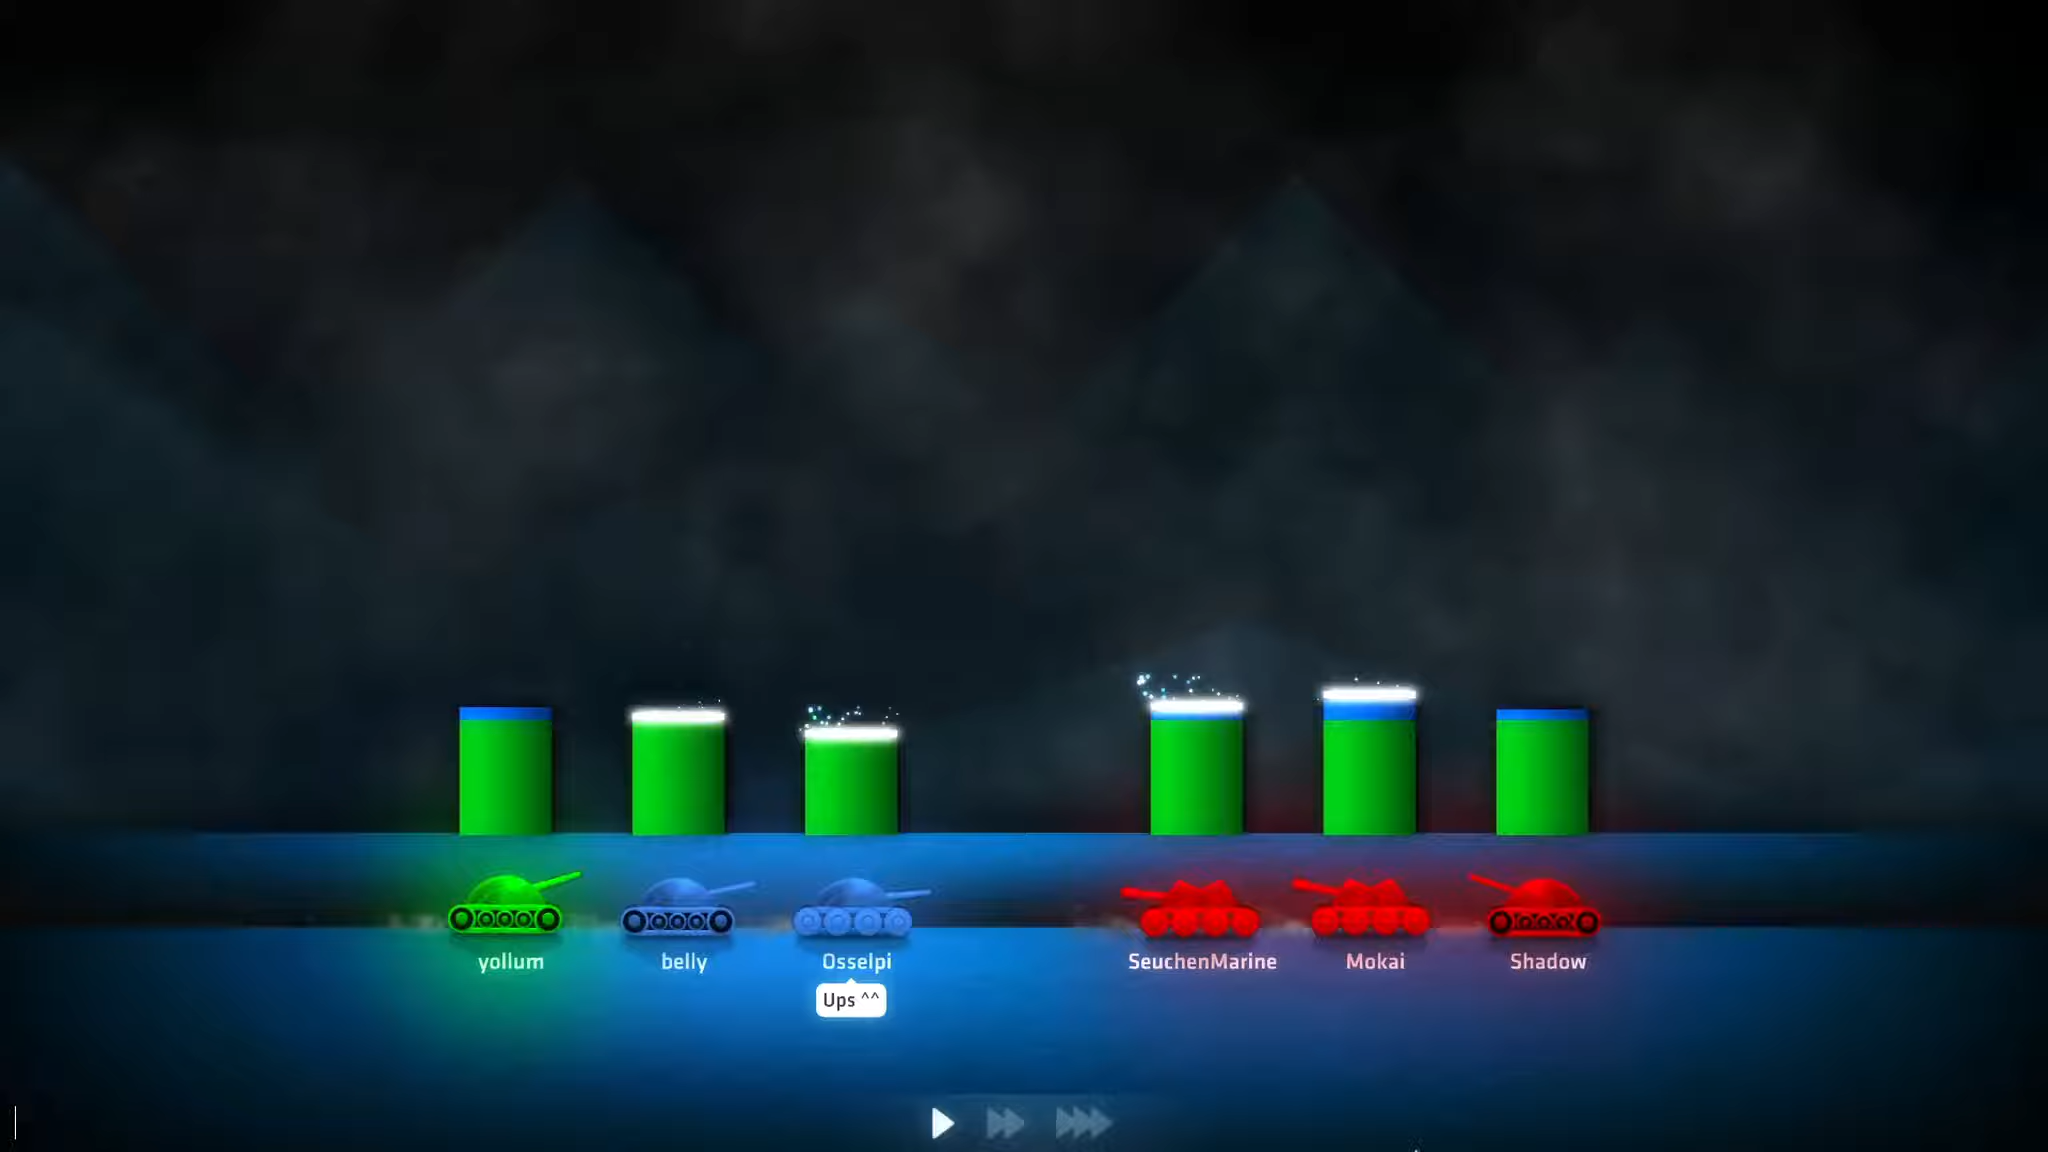 yollum
belly
Osselpi
SeuchenMarine
Mokai
Shadow
Ups ^^